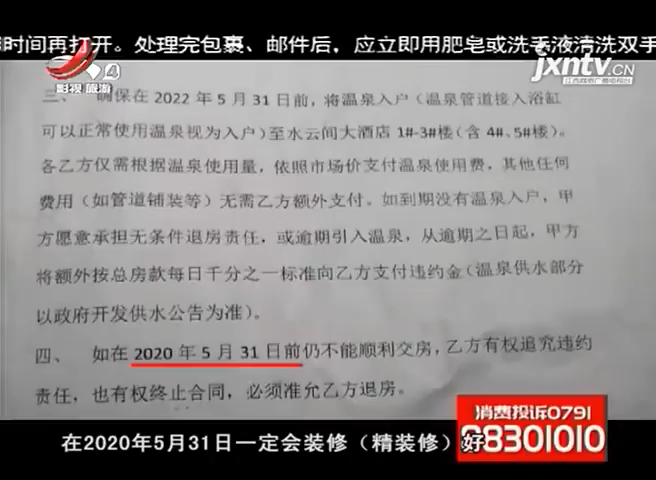 时间再打开。处理完包裹、邮件后，应立即用肥皂或洗手液清洗双手
4
影视 旅游
jxntv.CN
三、 确保在 2022 年 5 月 31 日前，将温泉入户（温泉管道接入浴缸
可以正常使用温泉视为入户）至水云间大酒店 1#-3#楼（含 4#、5#楼）。
各乙方仅需根据温泉使用量，依照市场价支付温泉使用费，其他任何
费用（如管道铺装等）无需乙方额外支付。如到期没有温泉入户，甲
方愿意承担无条件退房责任，或逾期引入温泉，从逾期之日起，甲方
将额外按总房款每日千分之一标准向乙方支付违约金（温泉供水部分
以政府开发供水公告为准）。
四、 如在 2020 年 5 月 31 日前仍不能顺利交房，乙方有权追究违约
责任，也有权终止合同，必须准允乙方退房。
消费投诉0791
68301010
在2020年5月31日一定会装修（精装修）好